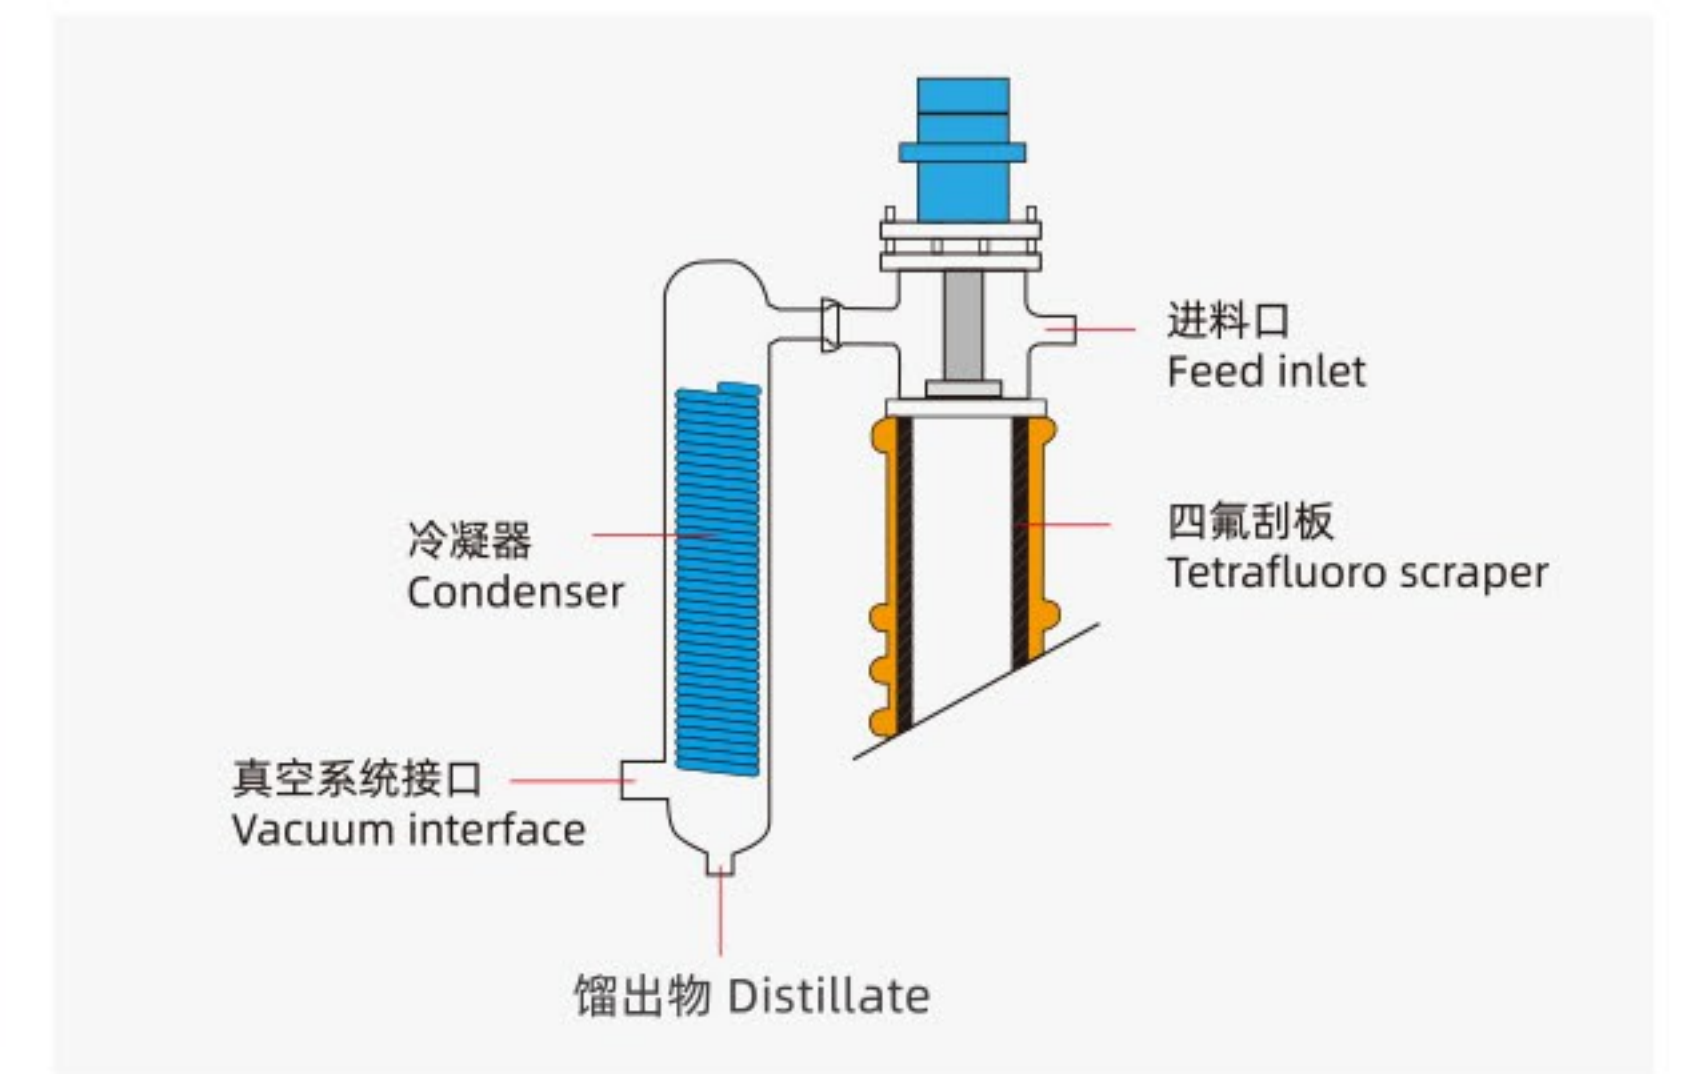 进料口
Feed inlet
四氟刮板
Tetrafluoro scraper
冷凝器
Condenser
真空系统接口
Vacuum interface
馏出物 Distillate